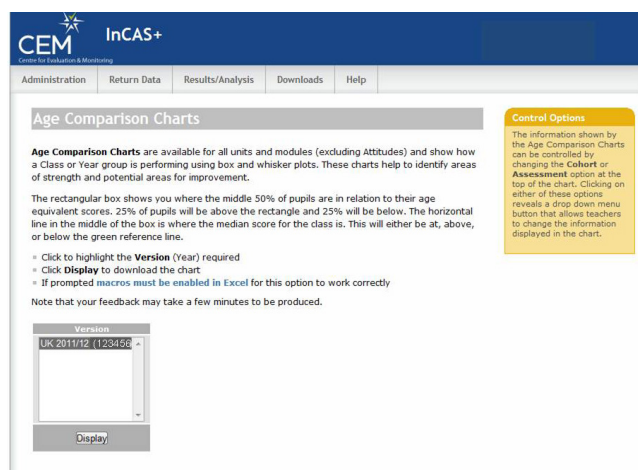 CEM
Centre for Evaluation & Monitoring
InCAS+
Administration Return Data Results/Analysis Downloads Help
Age Comparison Charts
Age Comparison Charts are available for all units and modules (excluding Attitudes) and show how
a Class or Year group is performing using box and whisker plots. These charts help to identify areas
of strength and potential areas for improvement.
The rectangular box shows you where the middle 50% of pupils are in relation to their age
equivalent scores. 25% of pupils will be above the rectangle and 25% will be below. The horizontal
line in the middle of the box is where the median score for the class is. This will either be at, above,
or below the green reference line.
Click to highlight the Version (Year) required
Click Display to download the chart
If prompted macros must be enabled in Excel for this option to work correctly
Note that your feedback may take a few minutes to be produced.
Version
UK 2011/12 (123456
Display
Control Options
The information shown by
the Age Comparison Charts
can be controlled by
changing the Cohort or
Assessment option at the
top of the chart. Clicking on
either of these options
reveals a drop down menu
button that allows teachers
to change the information
displayed in the chart.